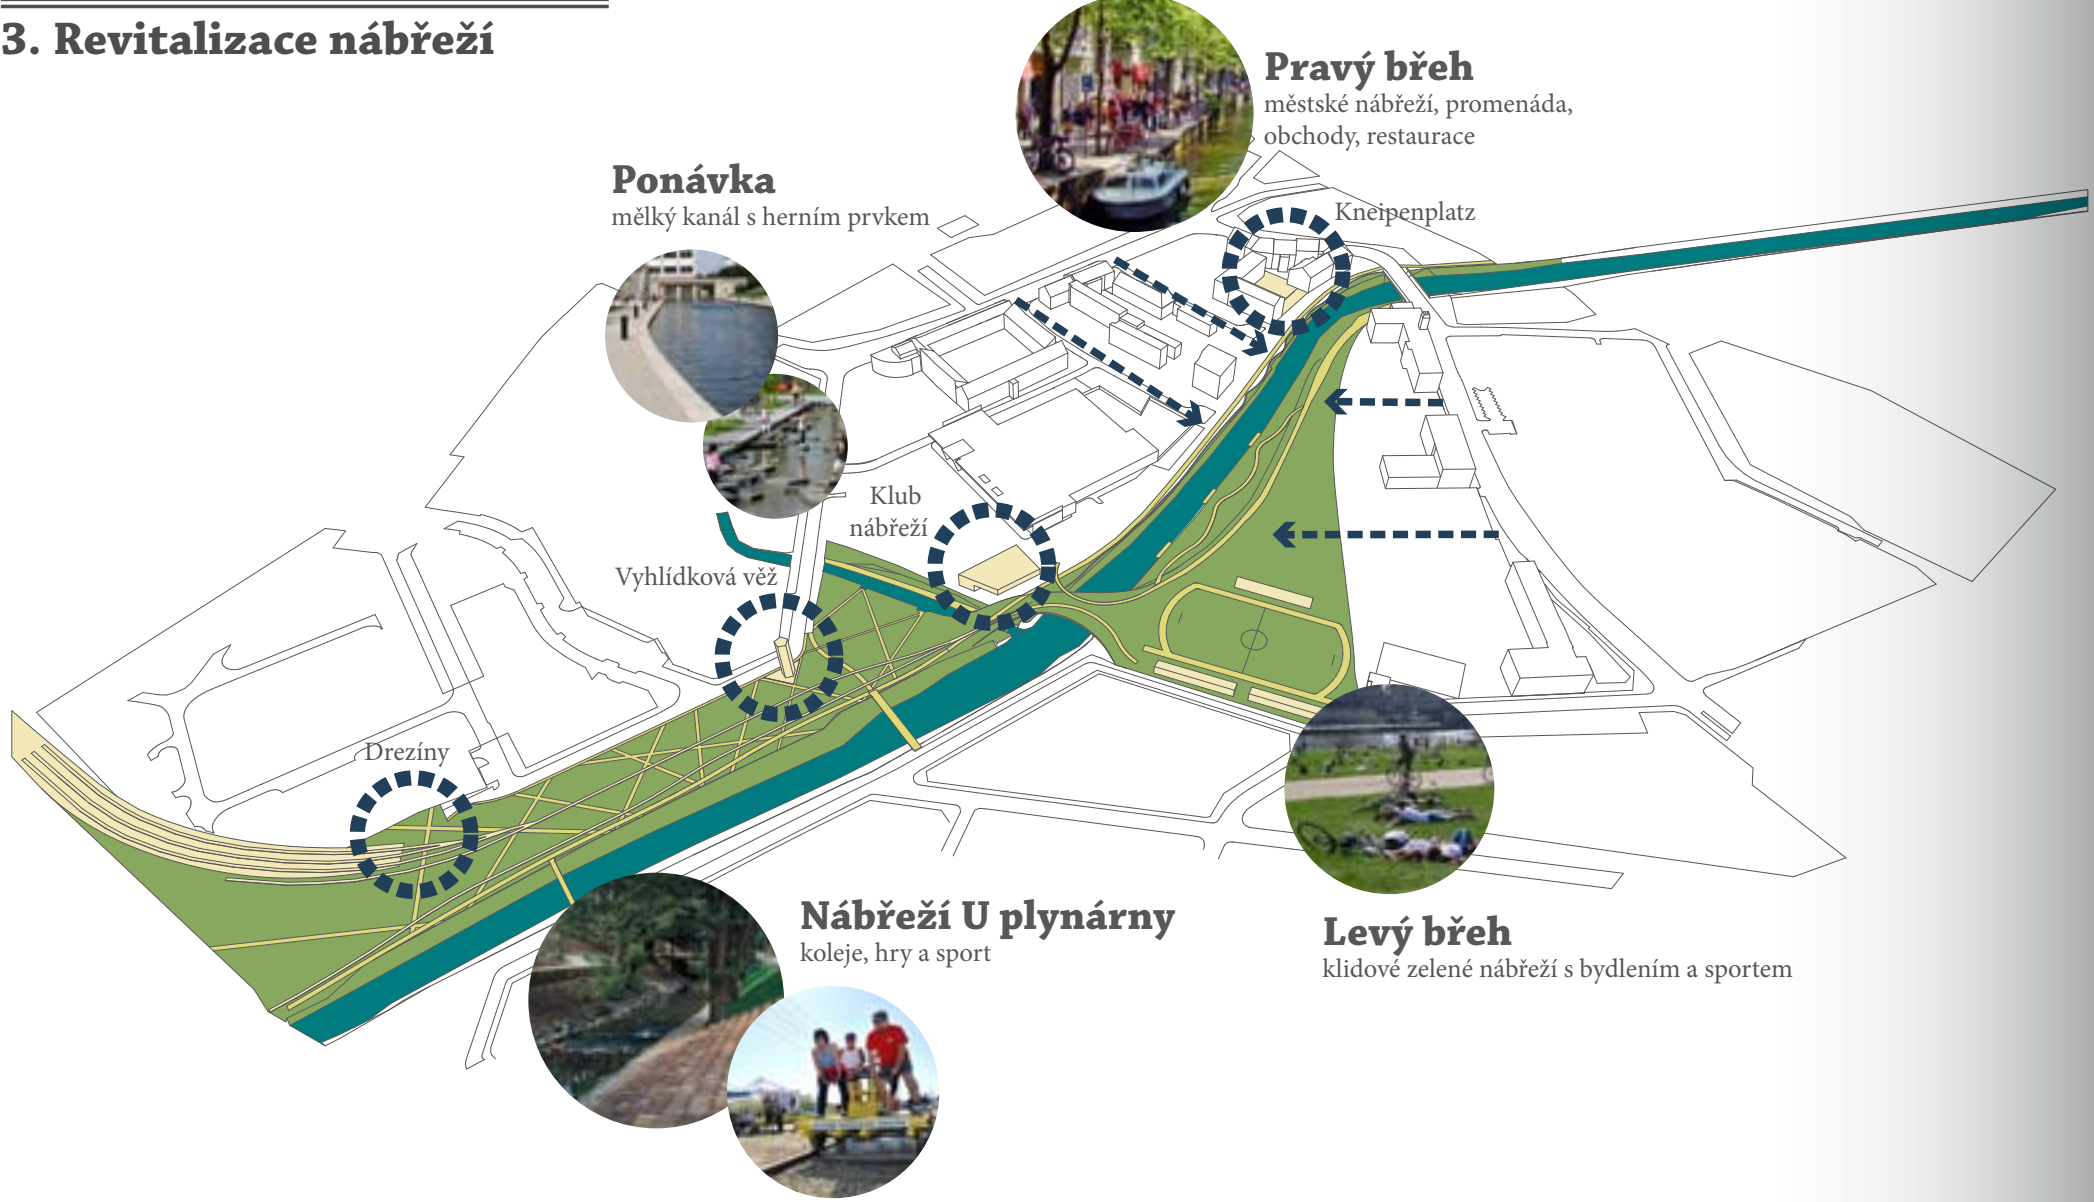 3. Revitalizace nábřeží
Pravý břeh
městské nábřeží, promenáda,
obchody, restaurace
Ponávka
mělký kanál s herním prvkem
Kneipenplatz
Klub
nábřeží
Vyhlídková věž
Drezíny
Nábřeží U plynárny
koleje, hry a sport
Levý břeh
klidové zelené nábřeží s bydlením a sportem